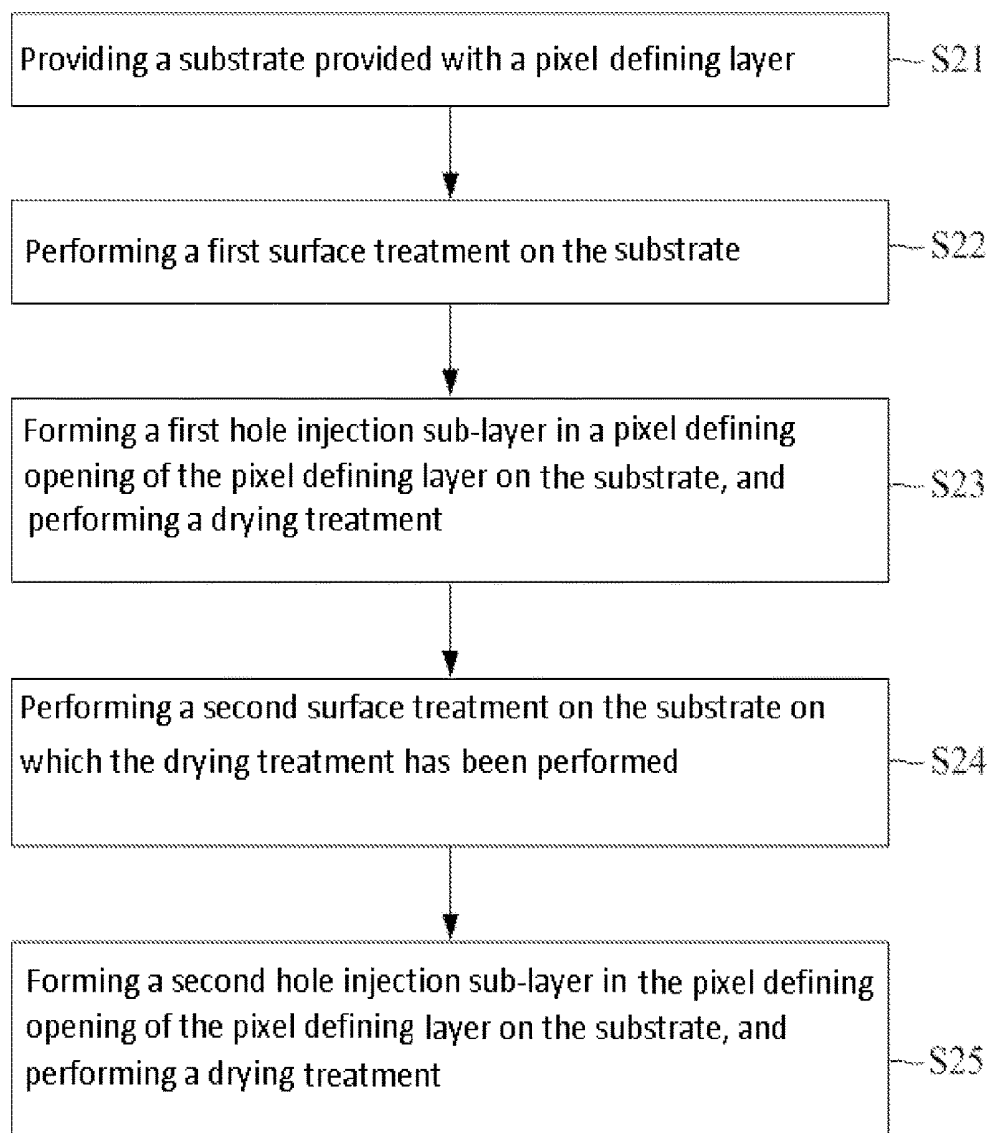 Providing a substrate provided with a pixel defining layer
S21
Performing a first surface treatment on the substrate
S22
Forming a first hole injection sub-layer in a pixel defining
opening of the pixel defining layer on the substrate, and
performing a drying treatment
S23
Performing a second surface treatment on the substrate on
which the drying treatment has been performed
S24
Forming a second hole injection sub-layer in the pixel defining
opening of the pixel defining layer on the substrate, and
performing a drying treatment
S25